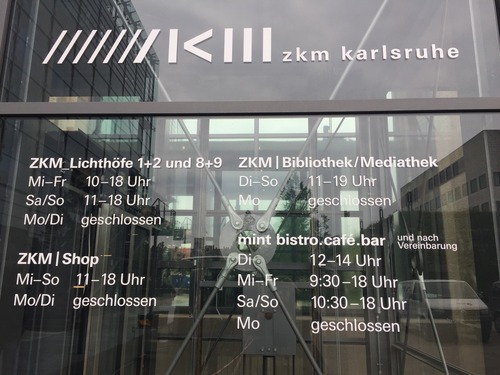 zkm karlsruhe
ZKM_Lichthöfe 1+2 und 8+9
Mi–Fr 10–18 Uhr
Sa/So 11–18 Uhr
Mo/Di geschlossen
ZKM|Shop
Mi–So 11–18 Uhr
Mo/Di geschlossen
ZKM|Bibliothek/Mediathek
Di–So 11–19 Uhr
Mo geschlossen
mint bistro.café.bar und nach
Vereinbarung
Di 12–14 Uhr
Mi–Fr 9:30–18 Uhr
Sa/So 10:30–18 Uhr
Mo geschlossen